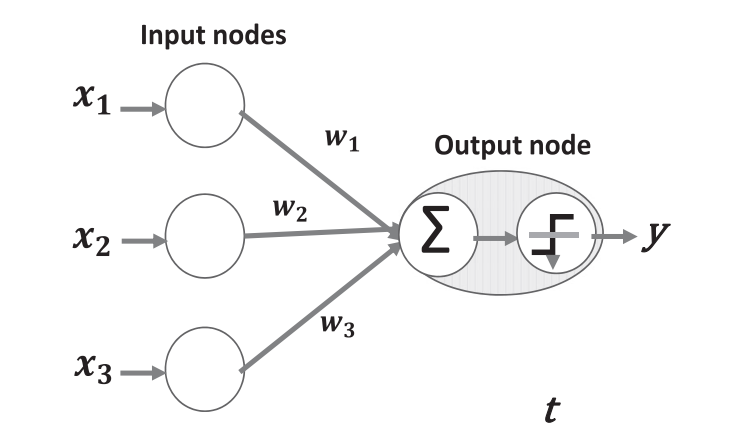 Input nodes
x₁
w₁
Output node
w₂
x₂
Σ
y
w₃
x₃
t